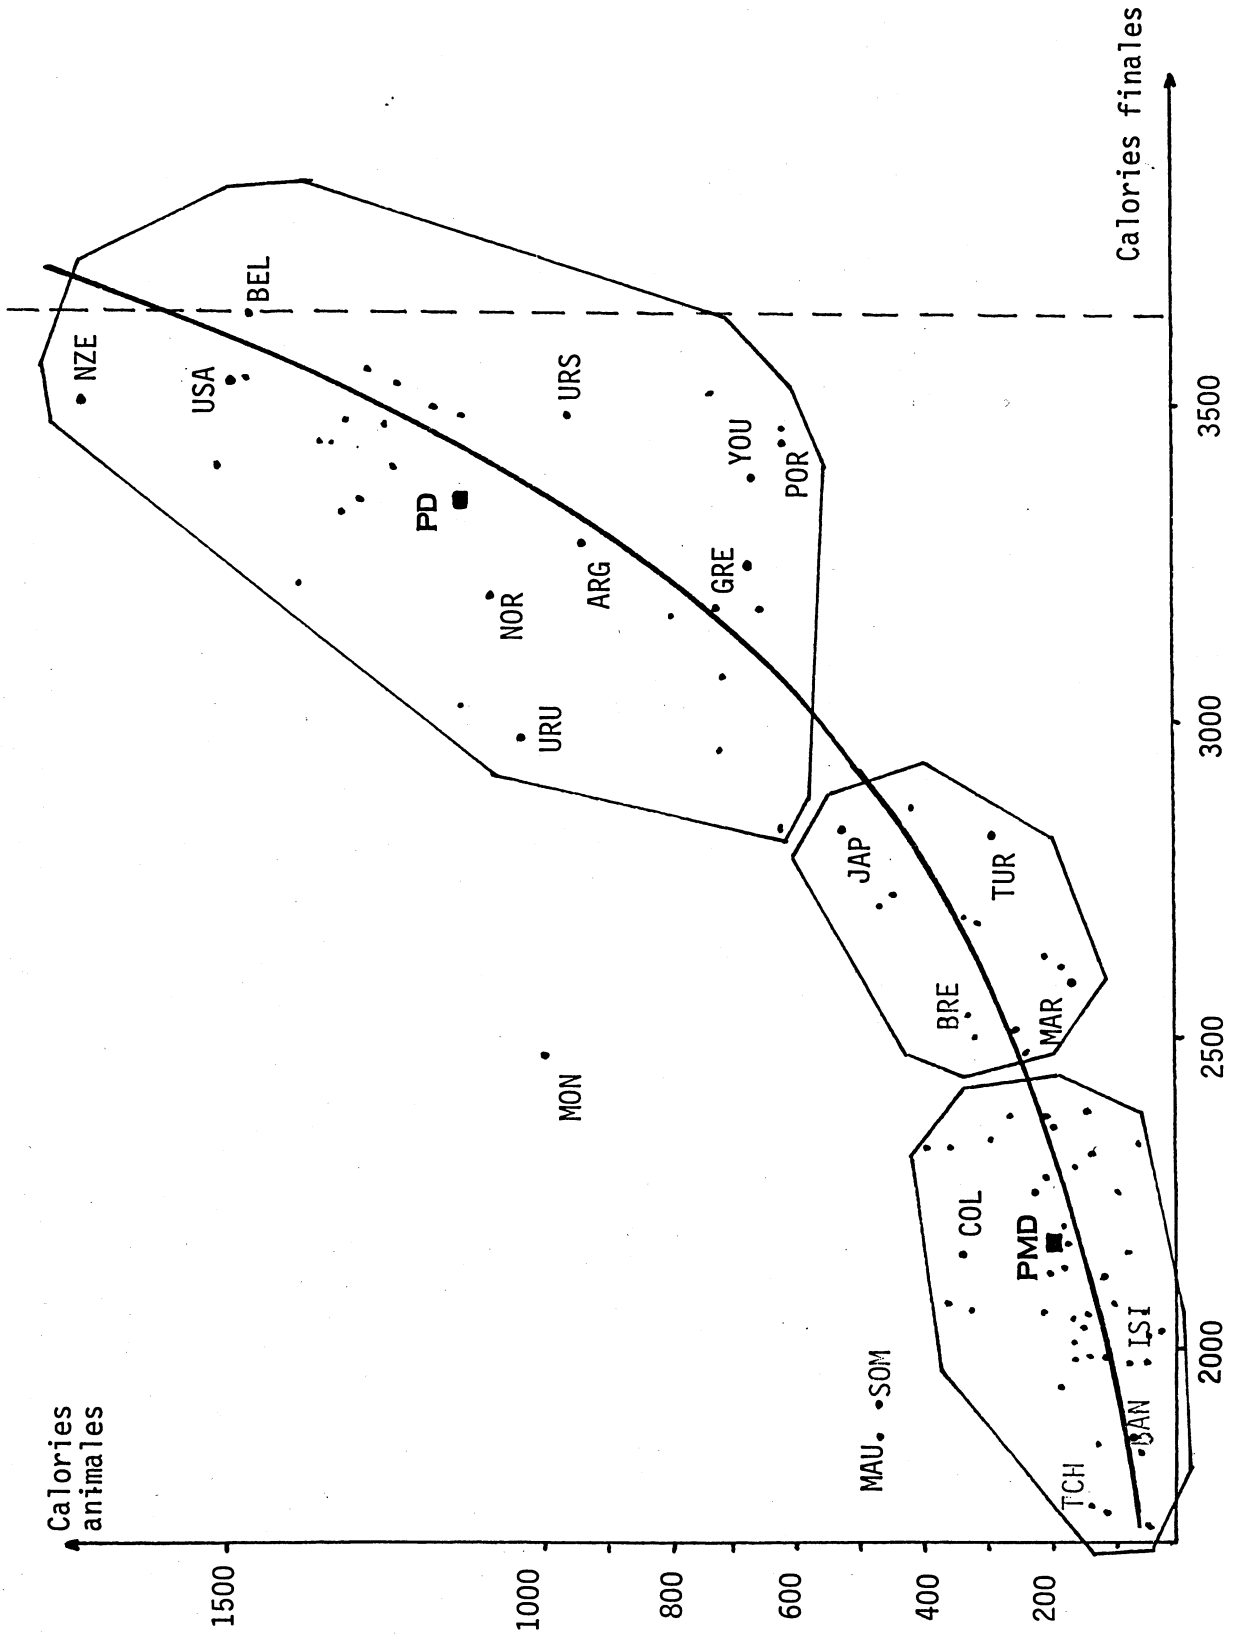 Calories
animales
1500
1000
800
600
400
200
NZE
USA
BEL
PD
URS
NOR
ARG
YOU
POR
GRE
URU
MON
JAP
TUR
BRE
MAR
COL
PMD
MAU
SOM
TCH
BAN
ISI
2000
2500
3000
3500
Calories finales